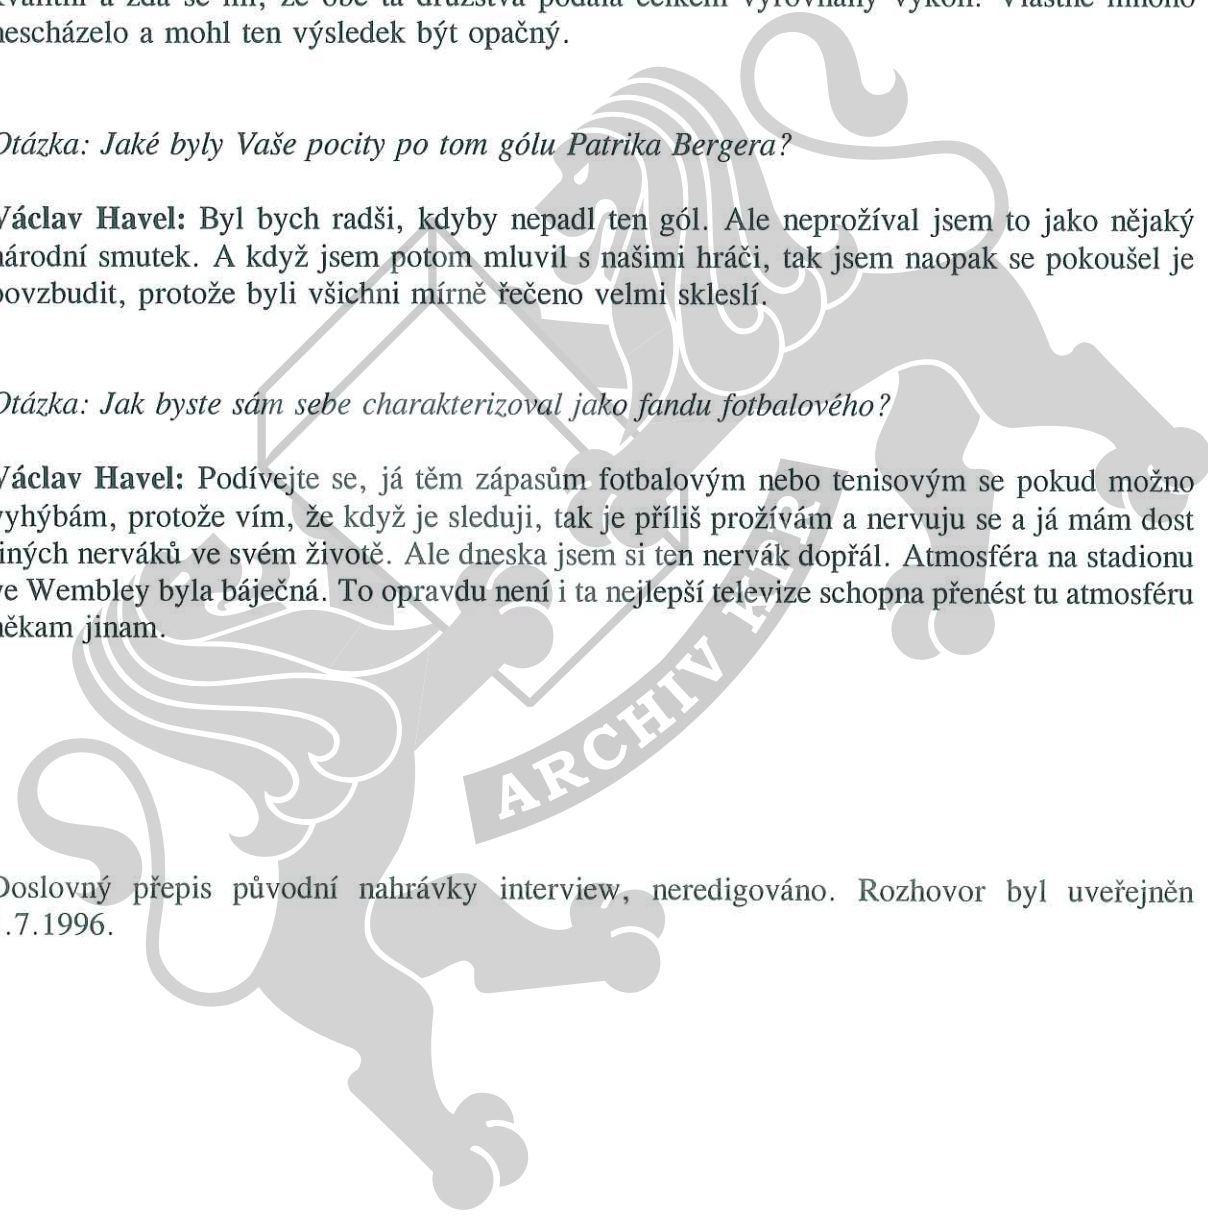 a zdá se mi, že obě ta družstva podala celkem vyrovnaný výkon. Vlastně mnoho
nescházelo a mohl ten výsledek být opačný.
Otázka: Jaké byly Vaše pocity po tom gólu Patrika Bergera?
Václav Havel: Byl bych radši, kdyby nepadl ten gól. Ale neprožíval jsem to jako nějaký
národní smutek. A když jsem potom mluvil s našimi hráči, tak jsem naopak se pokoušel je
povzbudit, protože byli všichni mírně řečeno velmi skleslí.
Otázka: Jak byste sám sebe charakterizoval jako fandu fotbalového?
Václav Havel: Podívejte se, já těm zápasům fotbalovým nebo tenisovým se pokud možno
vyhýbám, protože vím, že když je sleduji, tak je příliš prožívám a nervuju se a já mám dost
jiných nerváků ve svém životě. Ale dneska jsem si ten nervák dopřál. Atmosféra na stadionu
ve Wembley byla báječná. To opravdu není i ta nejlepší televize schopna přenést tu atmosféru
někam jinam.
ARCHIV KPR
Doslovný přepis původní nahrávky interview, neredigováno. Rozhovor byl uveřejněn
.7.1996.